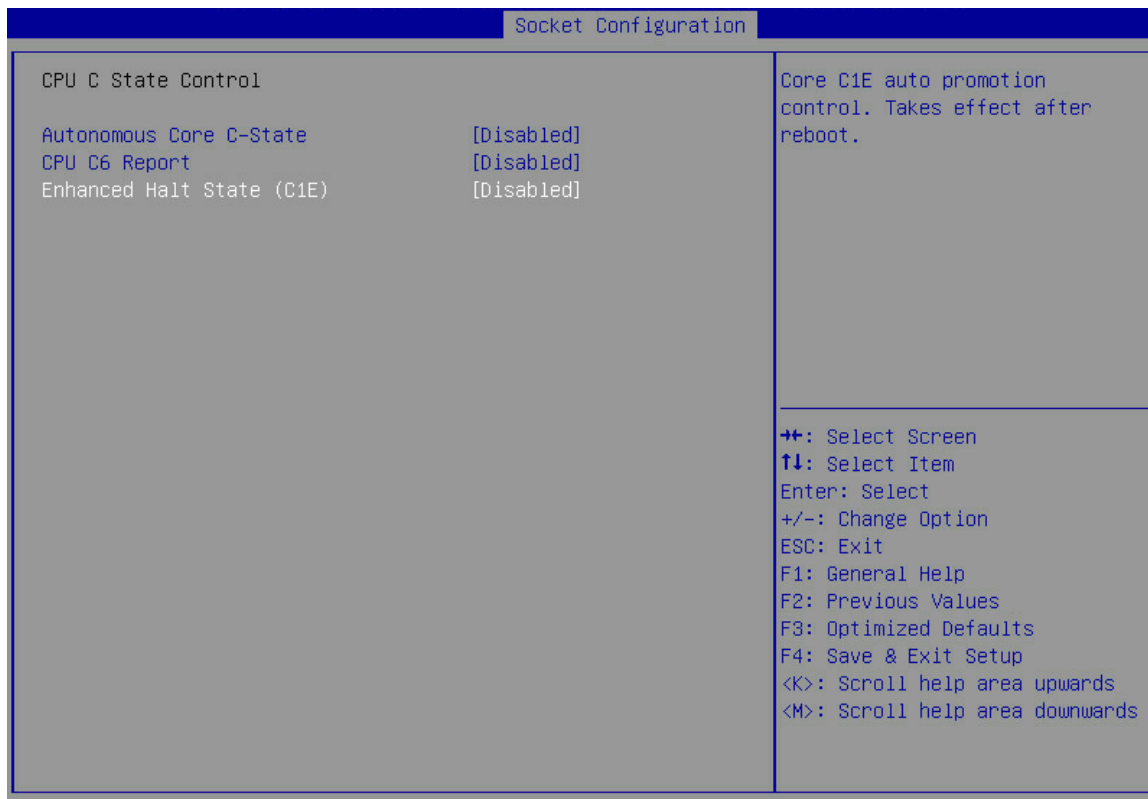 Socket Configuration
CPU C State Control
Autonomous Core C-State [Disabled]
CPU C6 Report [Disabled]
Enhanced Halt State (C1E) [Disabled]
Core C1E auto promotion
control. Takes effect after
reboot.
→←: Select Screen
↑↓: Select Item
Enter: Select
+/-: Change Option
ESC: Exit
F1: General Help
F2: Previous Values
F3: Optimized Defaults
F4: Save & Exit Setup
<K>: Scroll help area upwards
<M>: Scroll help area downwards